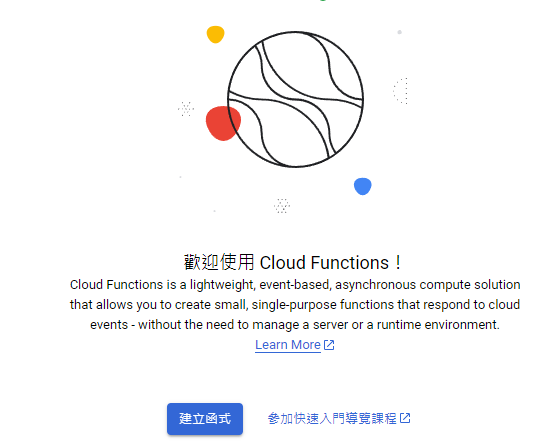 歡迎使用 Cloud Functions！
Cloud Functions is a lightweight, event-based, asynchronous compute solution
that allows you to create small, single-purpose functions that respond to cloud
events - without the need to manage a server or a runtime environment.
Learn More
建立函式 參加快速入門導覽課程